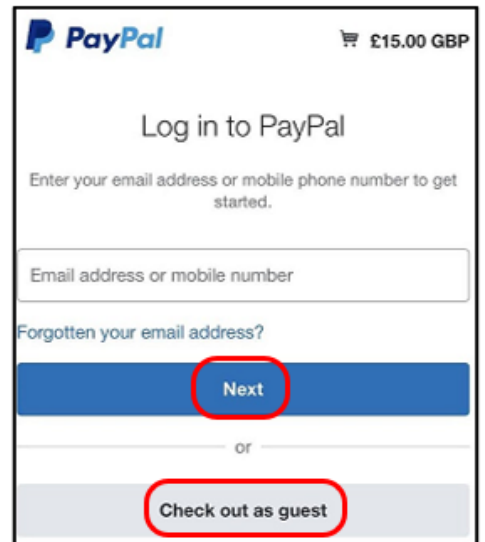 PayPal £15.00 GBP
Log in to PayPal
Enter your email address or mobile phone number to get
started.
Email address or mobile number
Forgotten your email address?
Next
or
Check out as guest